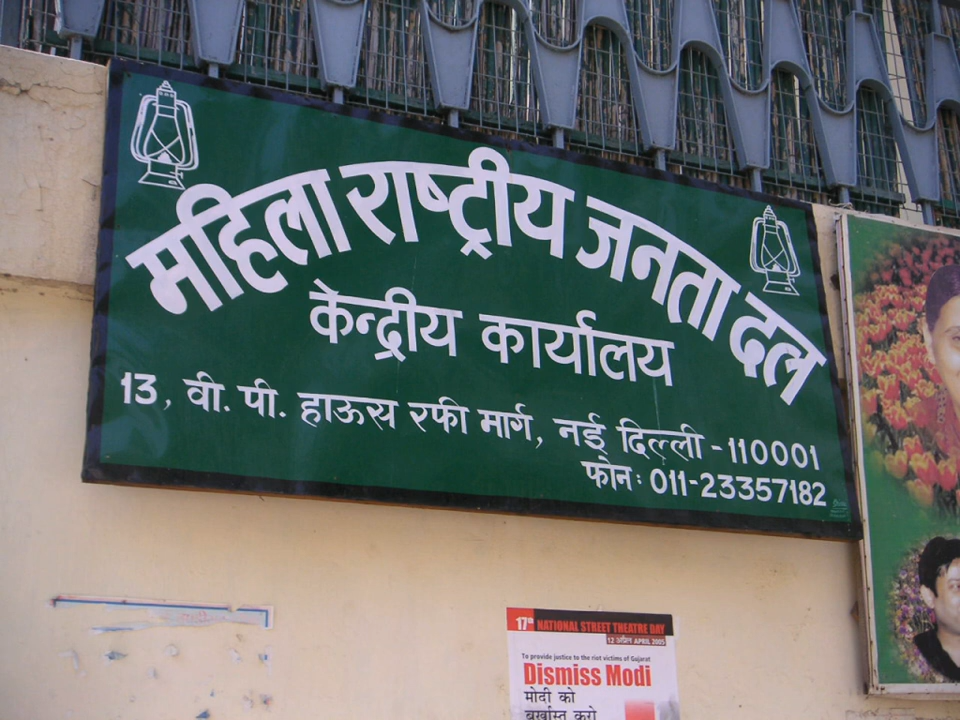 महिला राष्ट्रीय जनता दल
केन्द्रीय कार्यालय
13, वी. पी. हाऊस रफी मार्ग, नई दिल्ली - 110001
फोन: 011-23357182
17th NATIONAL STREET THEATRE DAY
12 अप्रैल APRIL 2005
To provide justice to the riot victims of Gujarat
Dismiss Modi
मोदी को
बर्खास्त करो